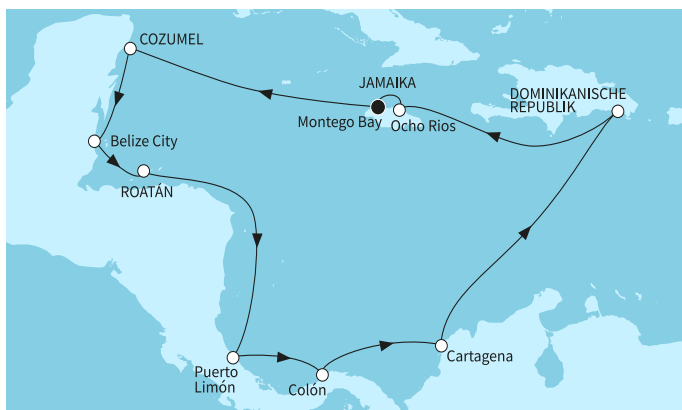 COZUMEL
JAMAIKA
DOMINIKANISCHE
REPUBLIK
Montego Bay
Ocho Rios
Belize City
ROATÁN
Puerto
Limón
Colón
Cartagena